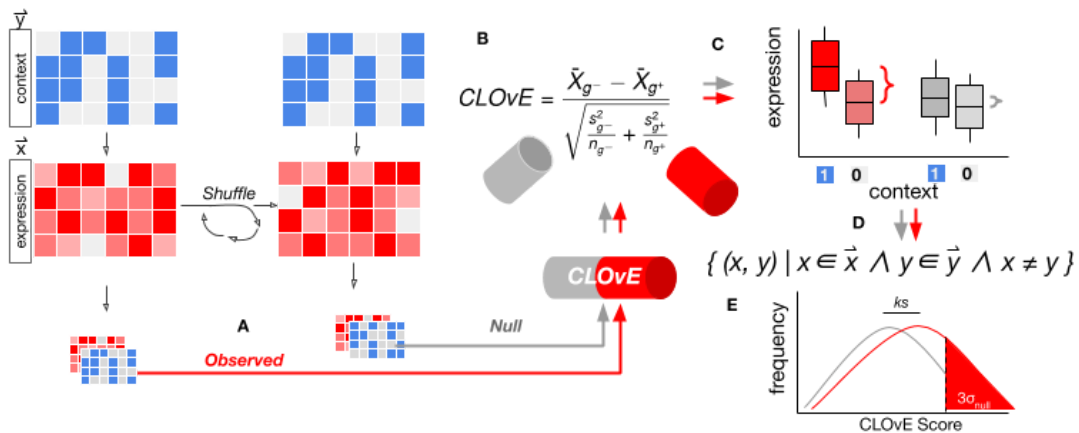 y⃗
context
x⃗
expression
Shuffle
A
Observed
Null
CLOvE
B
CLOvE = (X̄g⁻ − X̄g⁺) / √(s²g⁻/ng⁻ + s²g⁺/ng⁺)
C
expression
1 0 1 0
context
D
{ (x, y) | x ∈ x⃗ ∧ y ∈ y⃗ ∧ x ≠ y }
E
ks
frequency
3σnull
CLOvE Score